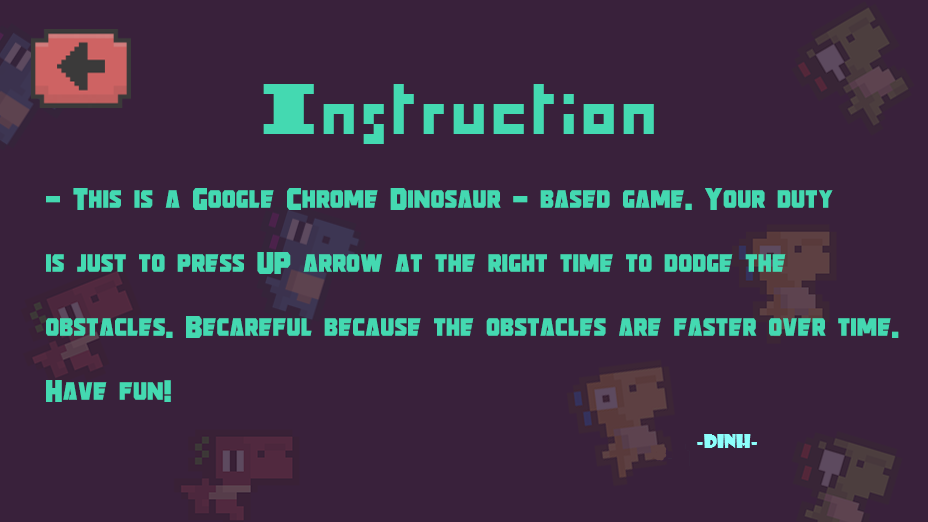 Instruction
- This is a Google Chrome Dinosaur - based game. Your duty
is just to press UP arrow at the right time to dodge the
obstacles. Becareful because the obstacles are faster over time.
Have fun!
-DINH-